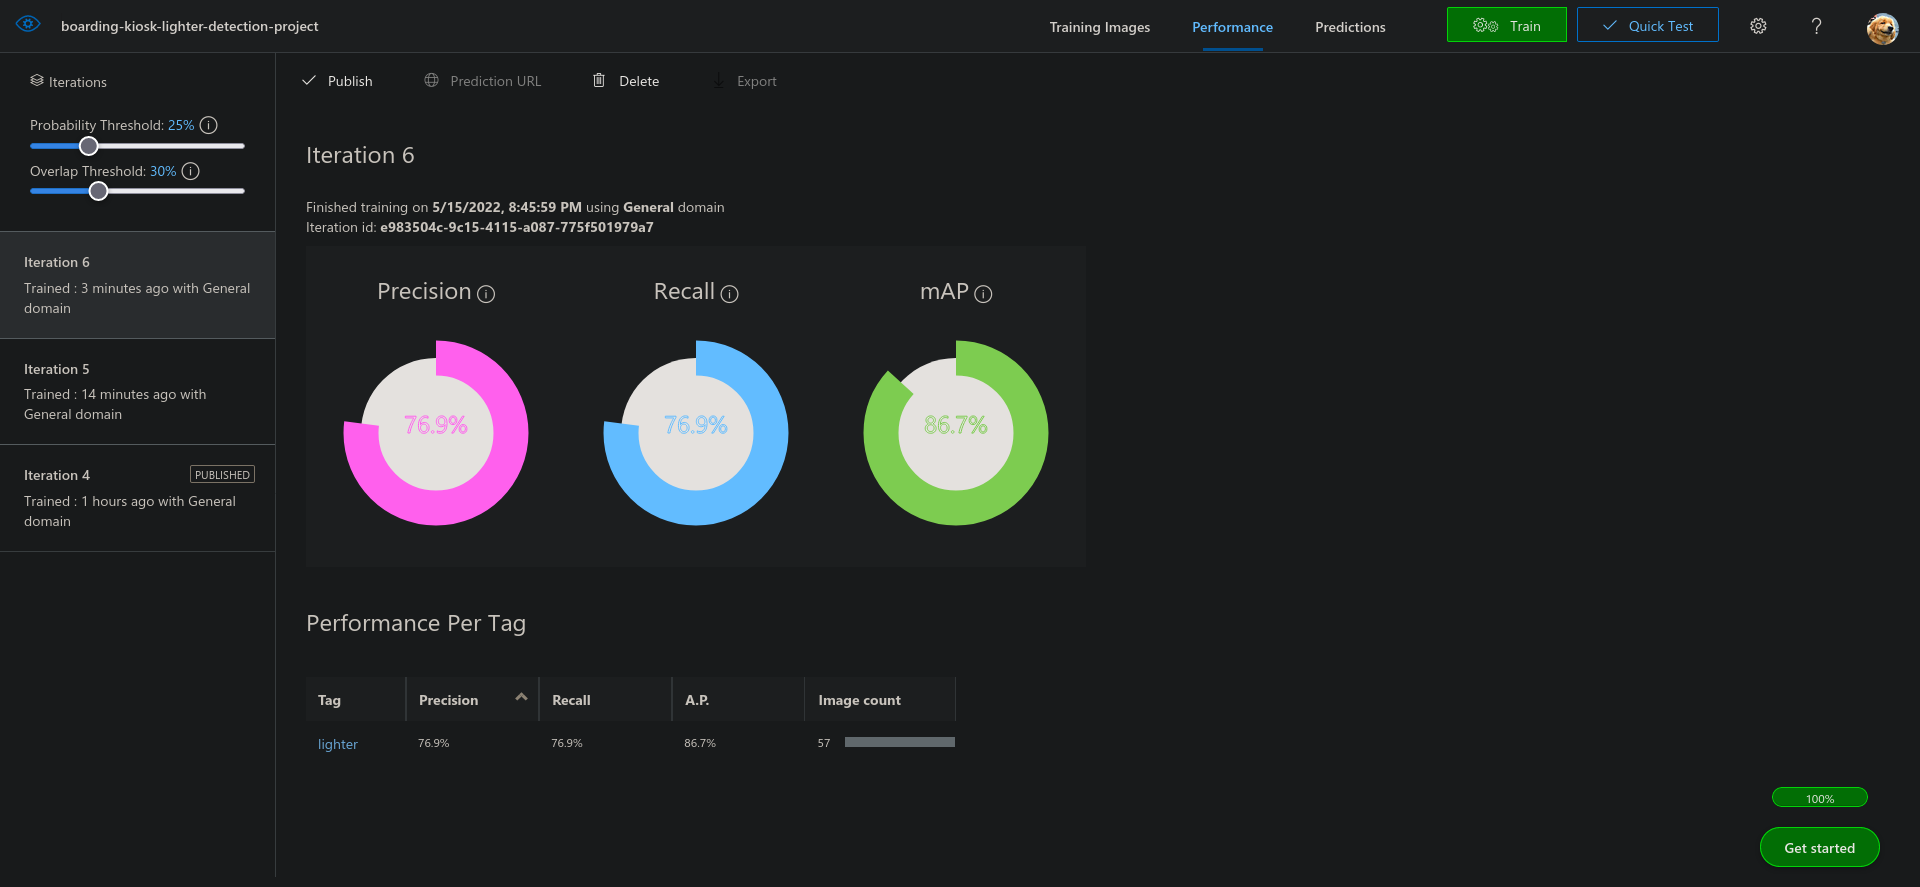 boarding-kiosk-lighter-detection-project
Training Images
Performance
Predictions
Train
Quick Test
?
Iterations
Probability Threshold: 25%
Overlap Threshold: 30%
Iteration 6
Trained : 3 minutes ago with General
domain
Iteration 5
Trained : 14 minutes ago with
General domain
Iteration 4
PUBLISHED
Trained : 1 hours ago with General
domain
Publish
Prediction URL
Delete
Export
Iteration 6
Finished training on 5/15/2022, 8:45:59 PM using General domain
Iteration id: e983504c-9c15-4115-a087-775f501979a7
Precision
Recall
mAP
76.9%
76.9%
86.7%
Performance Per Tag
Tag
Precision
Recall
A.P.
Image count
lighter
76.9%
76.9%
86.7%
57
100%
Get started